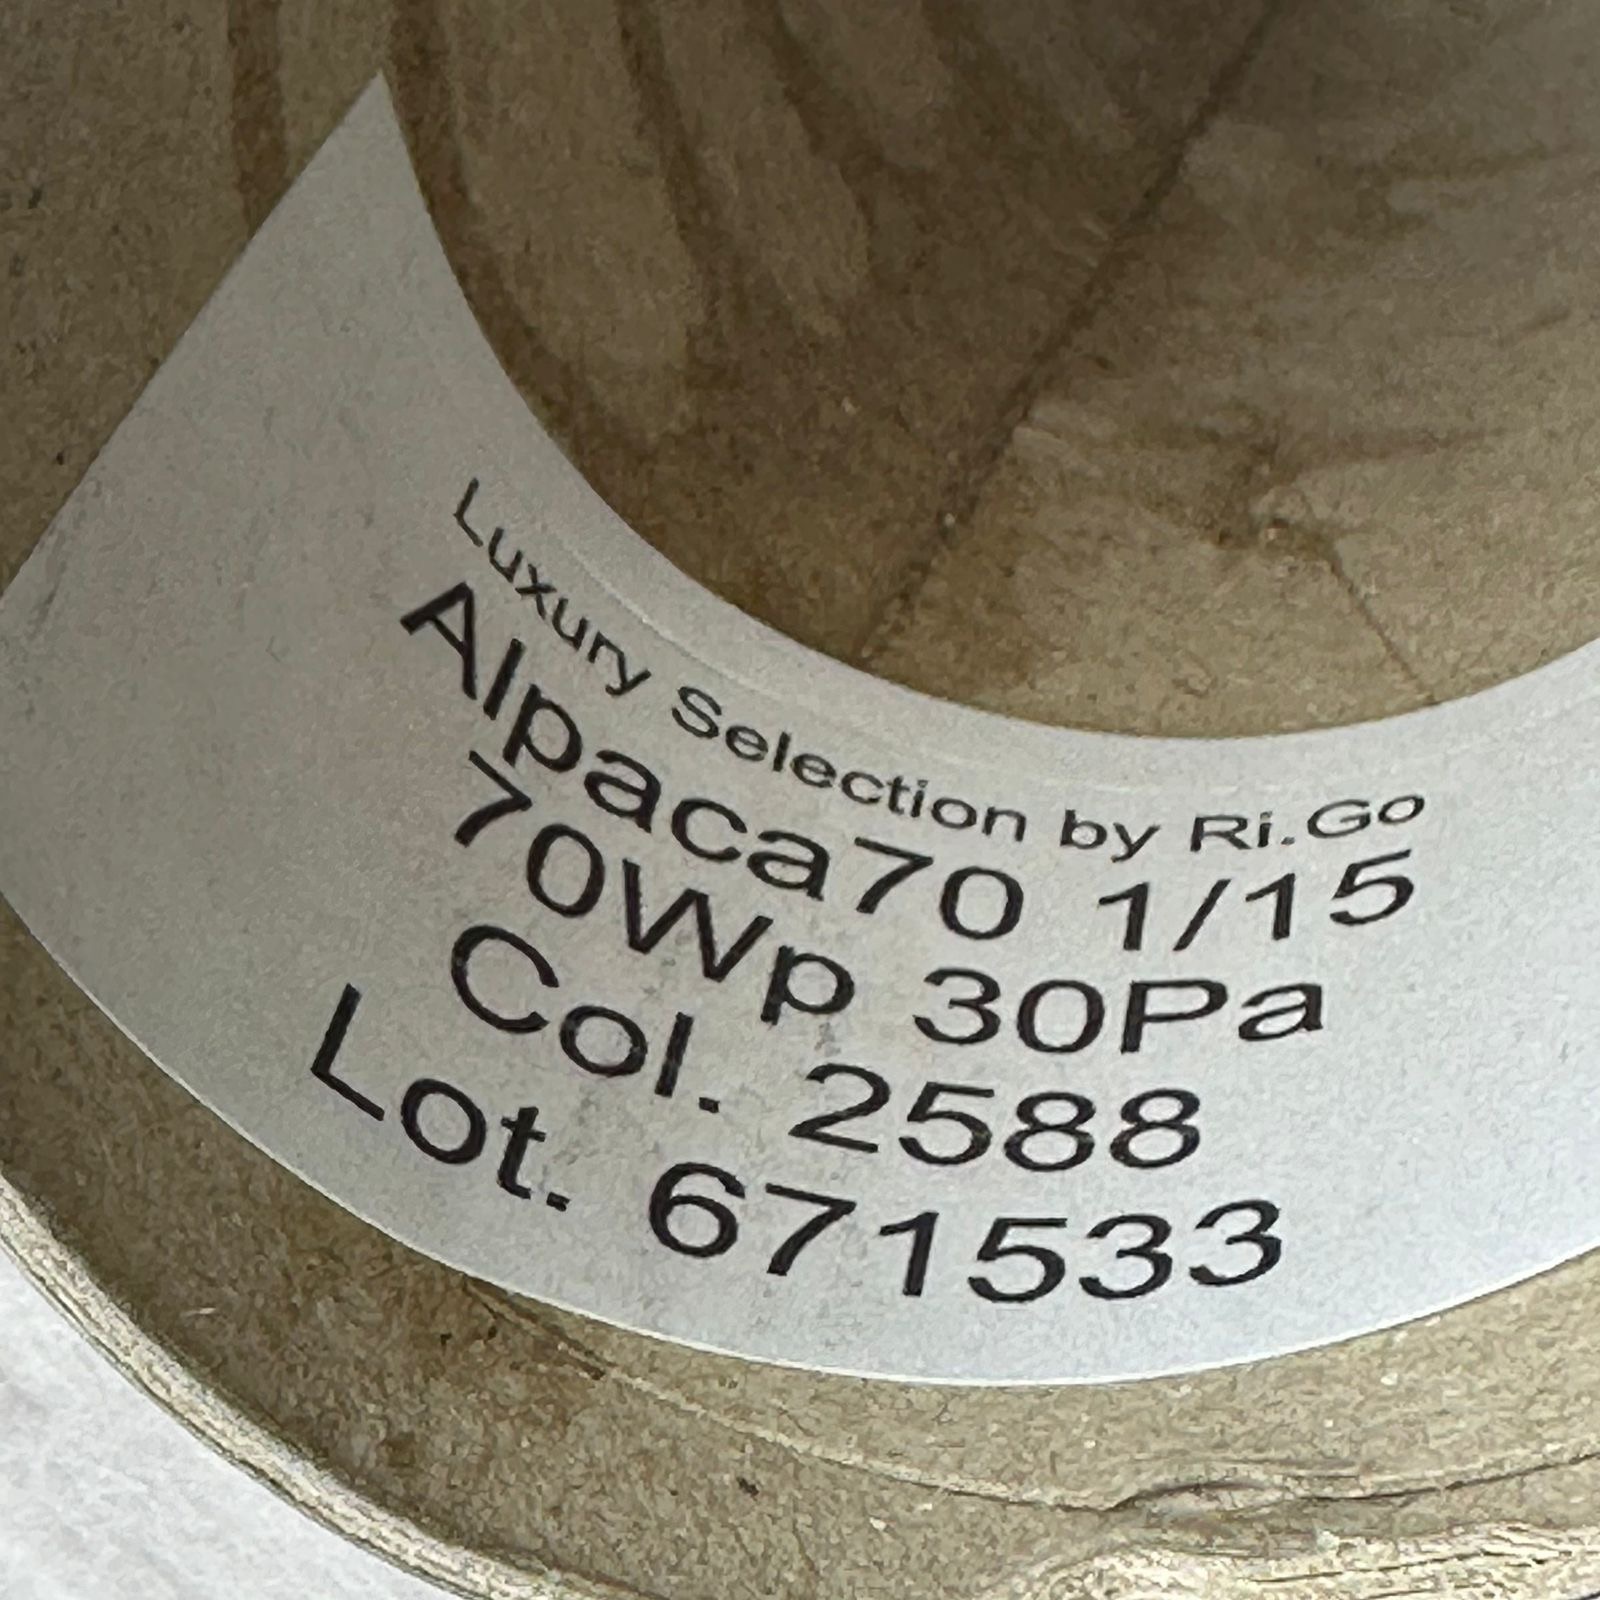 Luxury Selection by Ri.Go
Alpaca70 1/15
70Wp 30Pa
Col. 2588
Lot. 671533